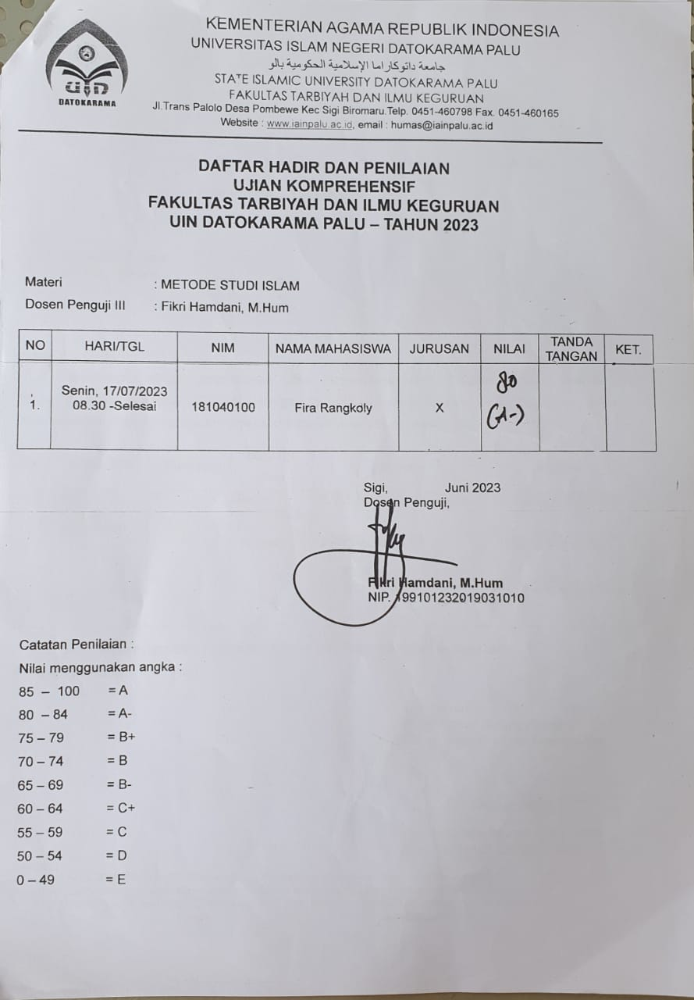 uin
DATOKARAMA
KEMENTERIAN AGAMA REPUBLIK INDONESIA
UNIVERSITAS ISLAM NEGERI DATOKARAMA PALU
جامعة داتوكاراما الإسلامية الحكومية بالو
STATE ISLAMIC UNIVERSITY DATOKARAMA PALU
FAKULTAS TARBIYAH DAN ILMU KEGURUAN
Jl.Trans Palolo Desa Pombewe Kec Sigi Biromaru.Telp. 0451-460798 Fax. 0451-460165
Website : www.iainpalu.ac.id, email : humas@iainpalu.ac.id
DAFTAR HADIR DAN PENILAIAN
UJIAN KOMPREHENSIF
FAKULTAS TARBIYAH DAN ILMU KEGURUAN
UIN DATOKARAMA PALU – TAHUN 2023
Materi : METODE STUDI ISLAM
Dosen Penguji III : Fikri Hamdani, M.Hum
NO HARI/TGL NIM NAMA MAHASISWA JURUSAN NILAI TANDA TANGAN KET.
1. Senin, 17/07/2023 08.30 -Selesai 181040100 Fira Rangkoly X 80 (A-)
Sigi, Juni 2023
Dosen Penguji,
Fikri Hamdani, M.Hum
NIP. 199101232019031010
Catatan Penilaian :
Nilai menggunakan angka :
85 – 100 = A
80 – 84 = A-
75 – 79 = B+
70 – 74 = B
65 – 69 = B-
60 – 64 = C+
55 – 59 = C
50 – 54 = D
0 – 49 = E